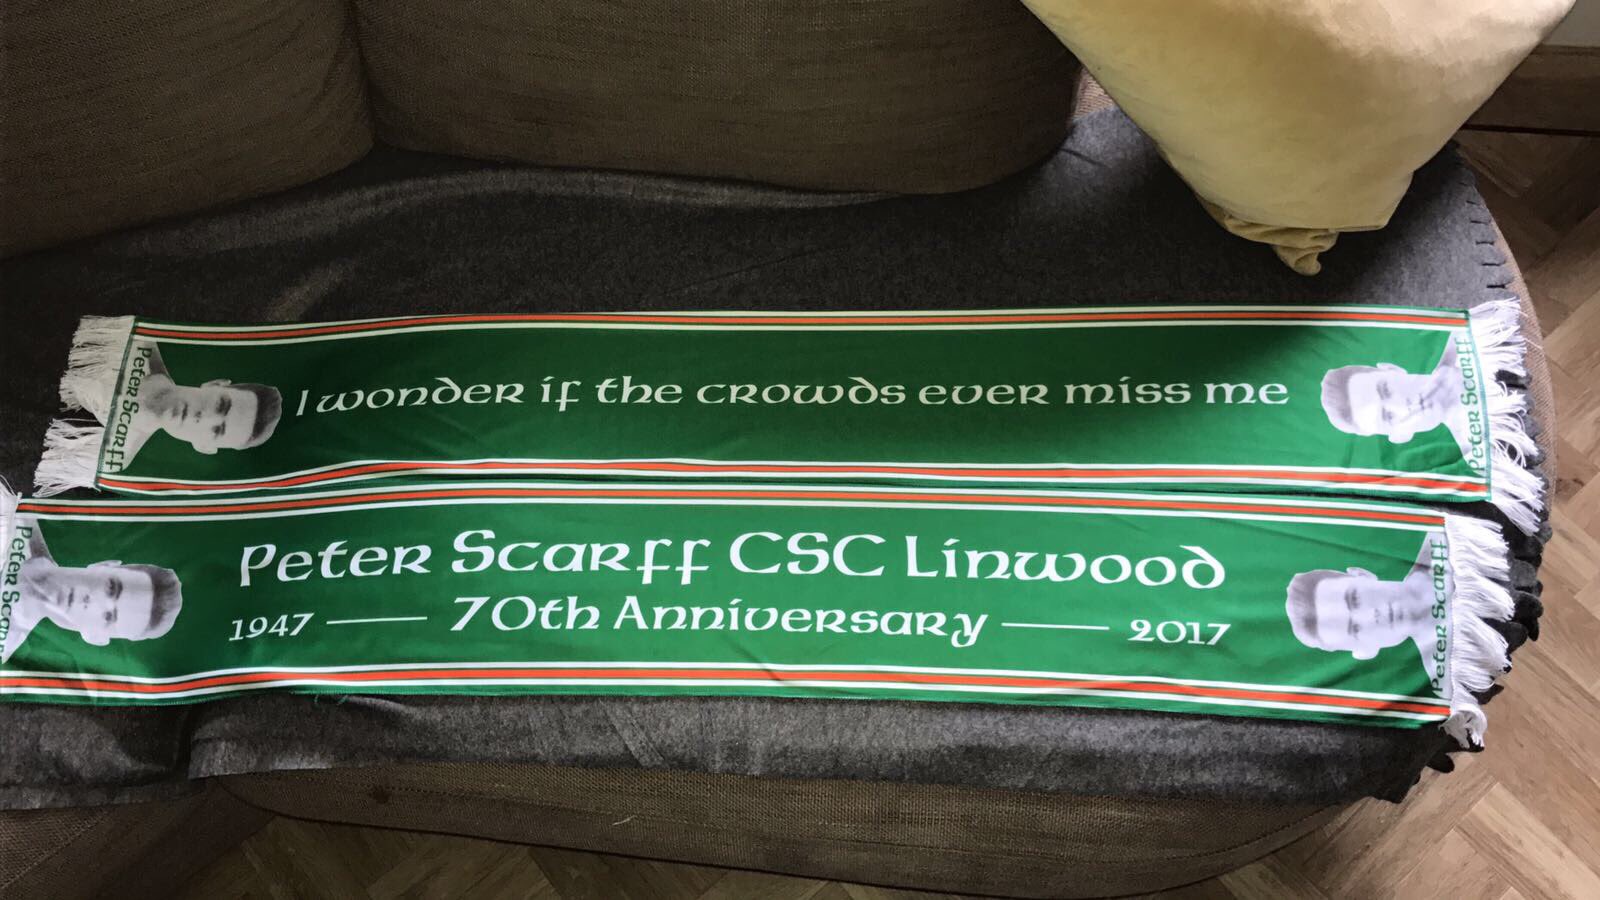 Peter Scarff
I wonder if the crowds ever miss me
Peter Scarff
Peter Scarff
Peter Scarff CSC Linwood
1947 — 70th Anniversary — 2017
Peter Scarff